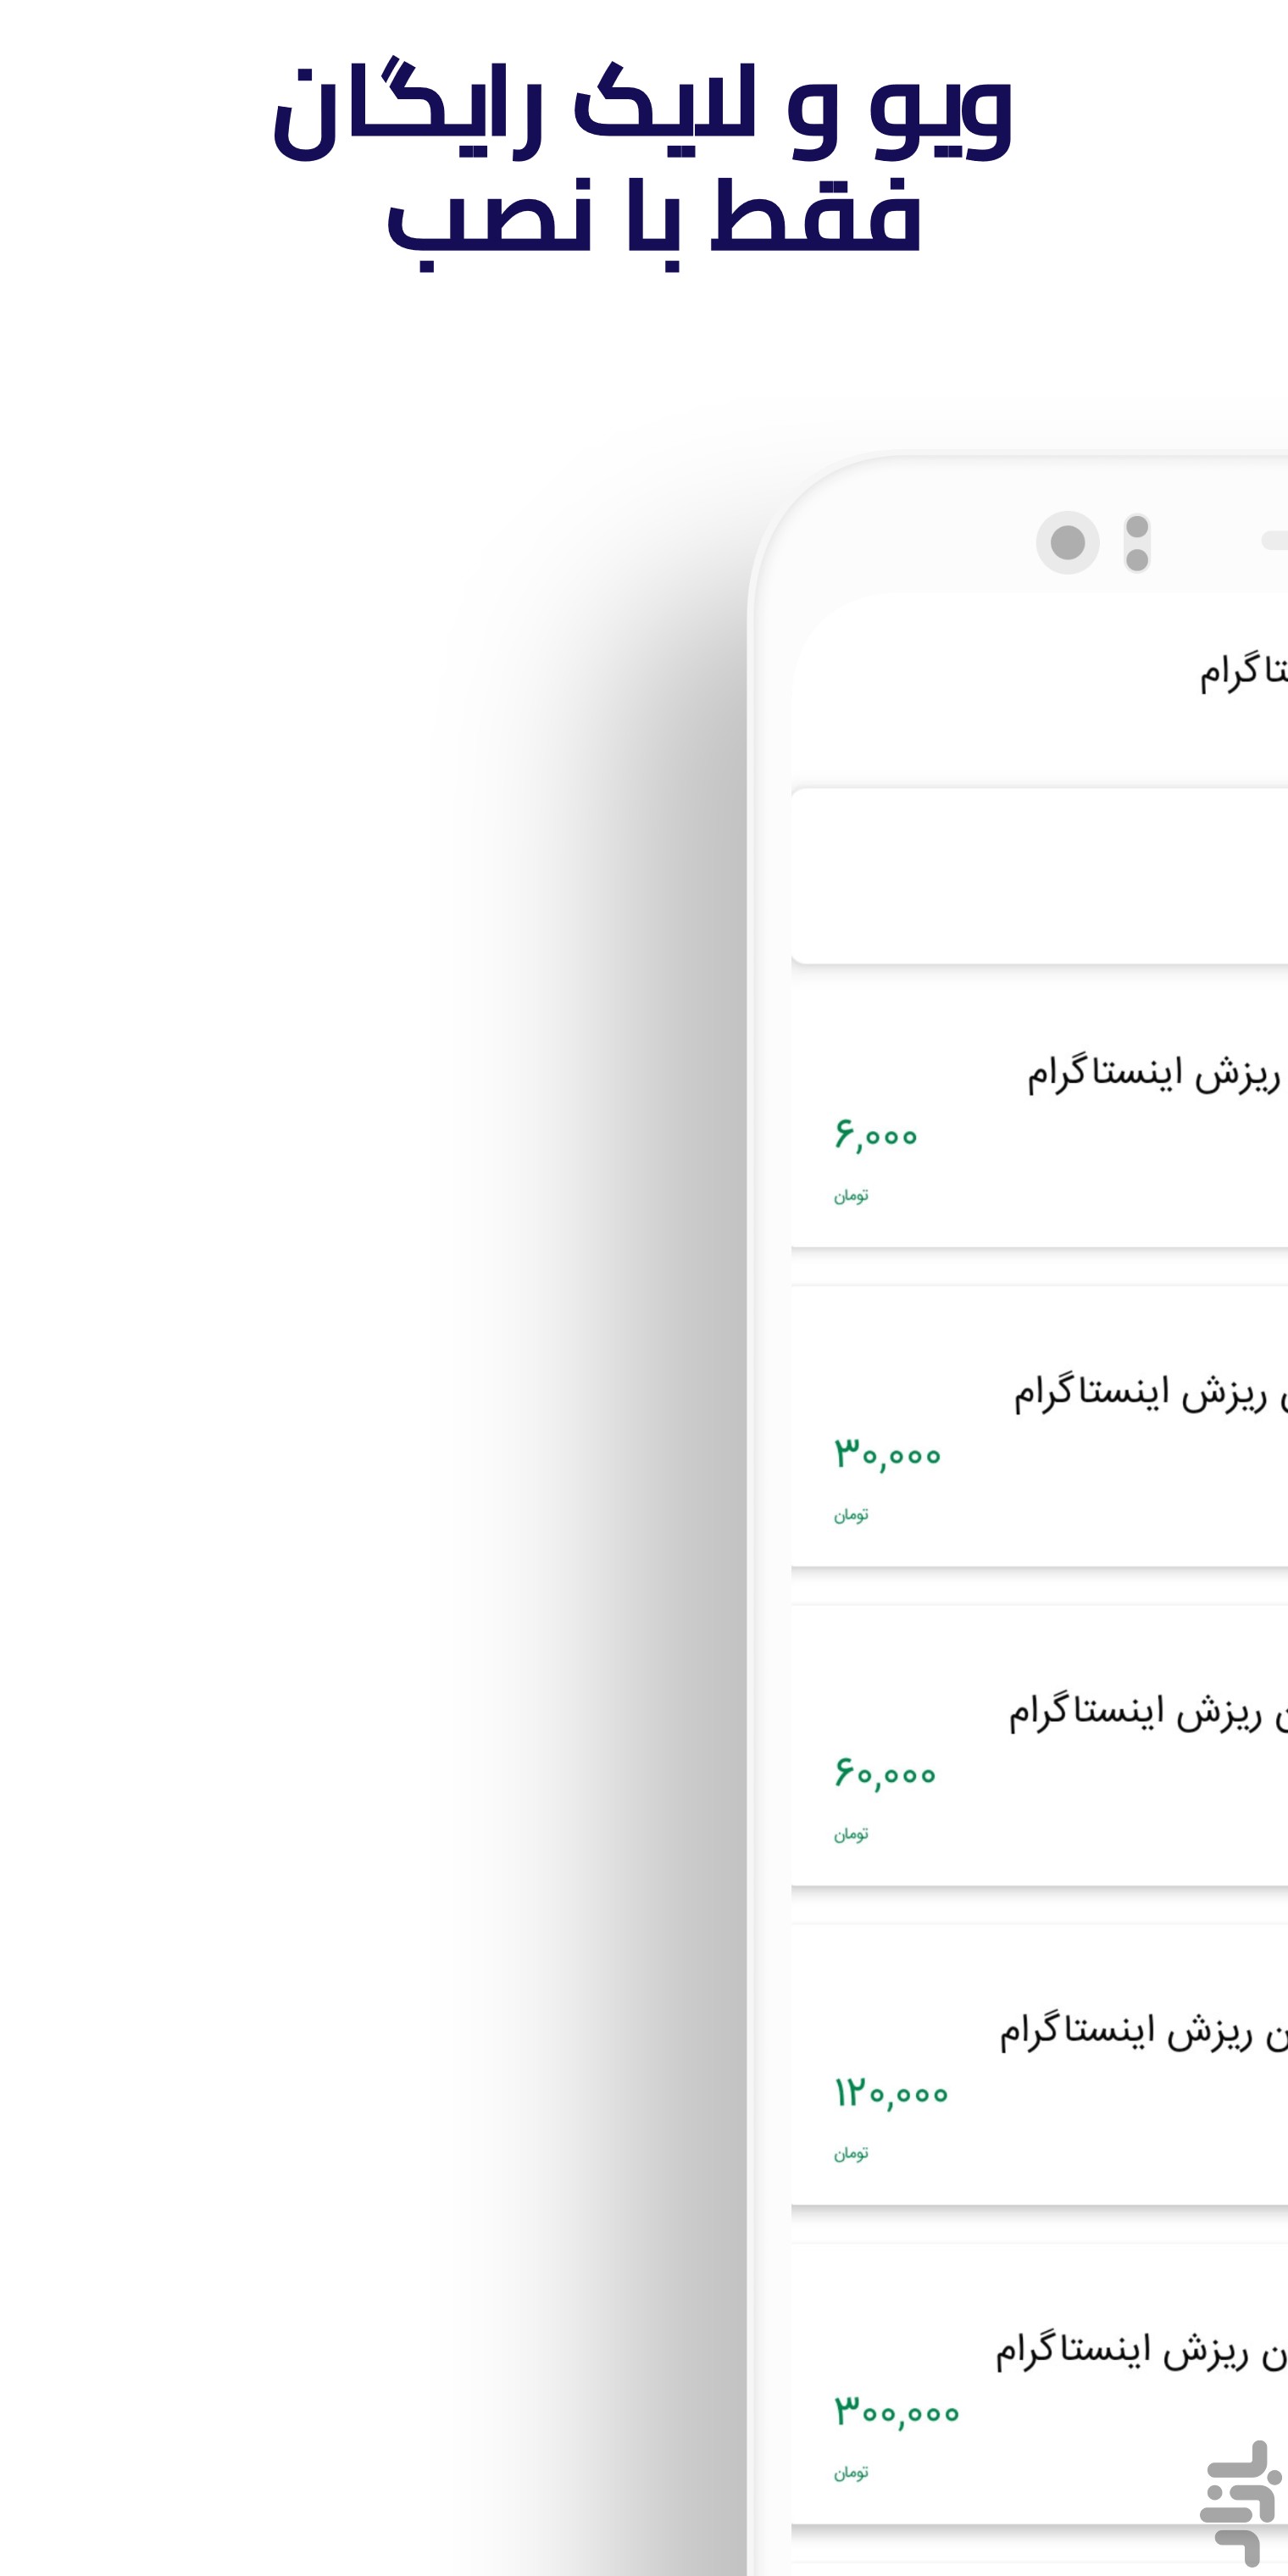 ویو و لایک رایگان
فقط با نصب
ریزش اینستاگرام
۶,۰۰۰
تومان
ریزش اینستاگرام
۳۰,۰۰۰
تومان
ریزش اینستاگرام
۶۰,۰۰۰
تومان
ریزش اینستاگرام
۱۲۰,۰۰۰
تومان
ریزش اینستاگرام
۳۰۰,۰۰۰
تومان
بازار